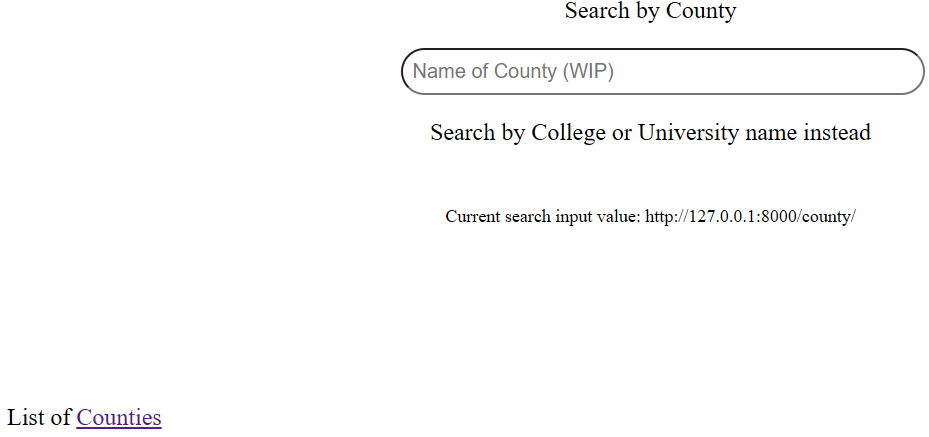 Search by County
Name of County (WIP)
Search by College or University name instead
Current search input value: http://127.0.0.1:8000/county/
List of Counties